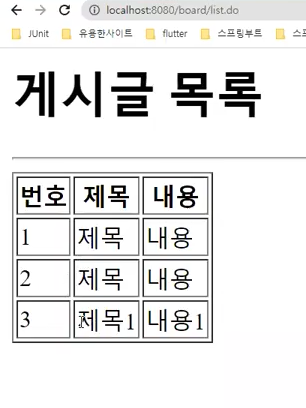 localhost:8080/board/list.do
JUnit 유용한사이트 flutter 스프링부트
게시글 목록
번호 제목 내용
1 제목 내용
2 제목 내용
3 제목1 내용1